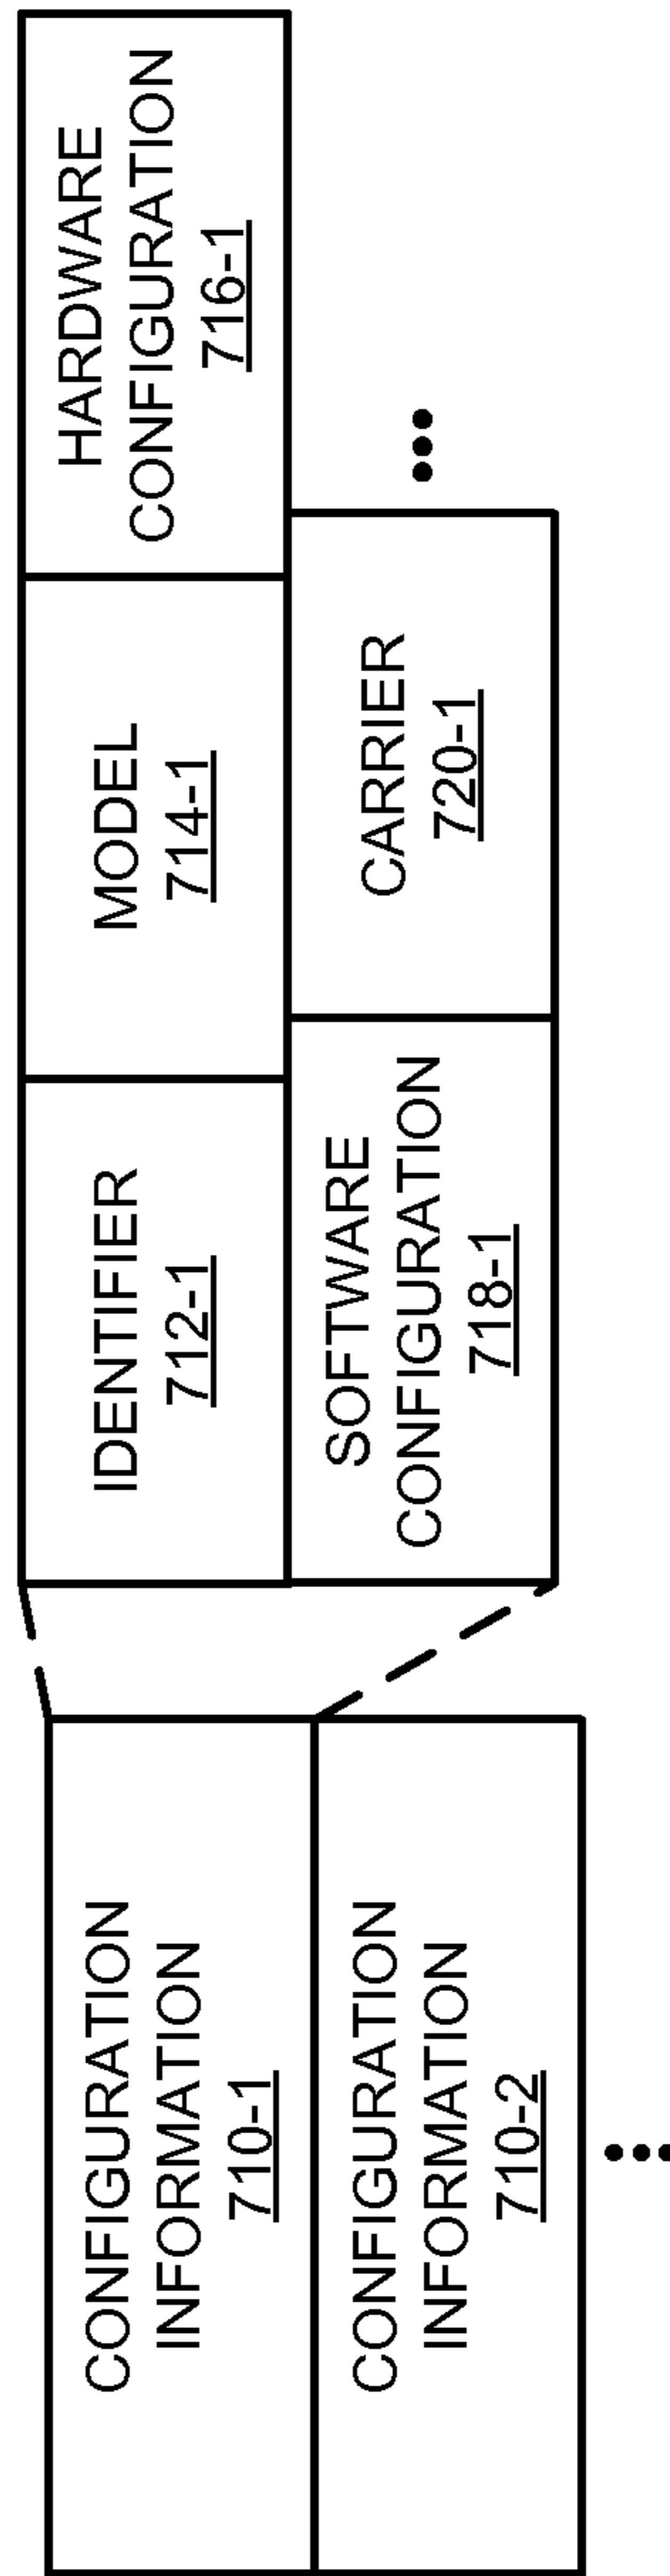 CONFIGURATION
INFORMATION
710-1
CONFIGURATION
INFORMATION
710-2
IDENTIFIER
712-1
MODEL
714-1
HARDWARE
CONFIGURATION
716-1
SOFTWARE
CONFIGURATION
718-1
CARRIER
720-1